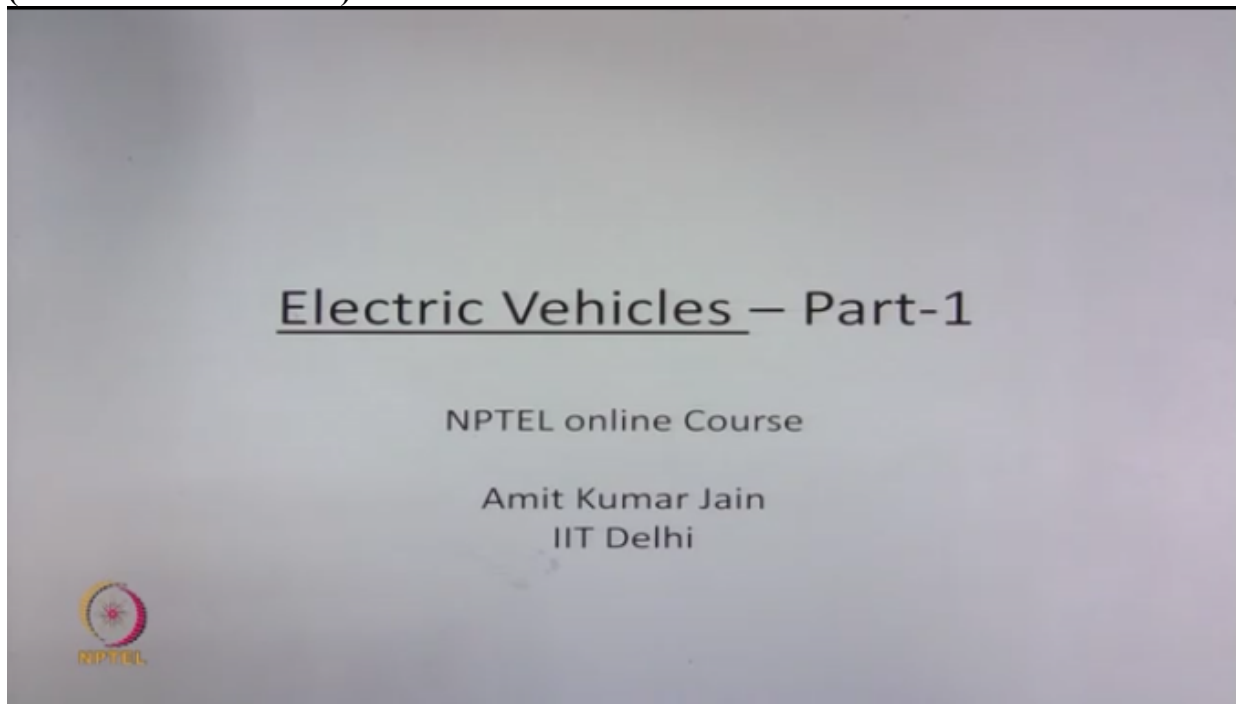 Electric Vehicles – Part-1
NPTEL online Course
Amit Kumar Jain
IIT Delhi
NPTEL